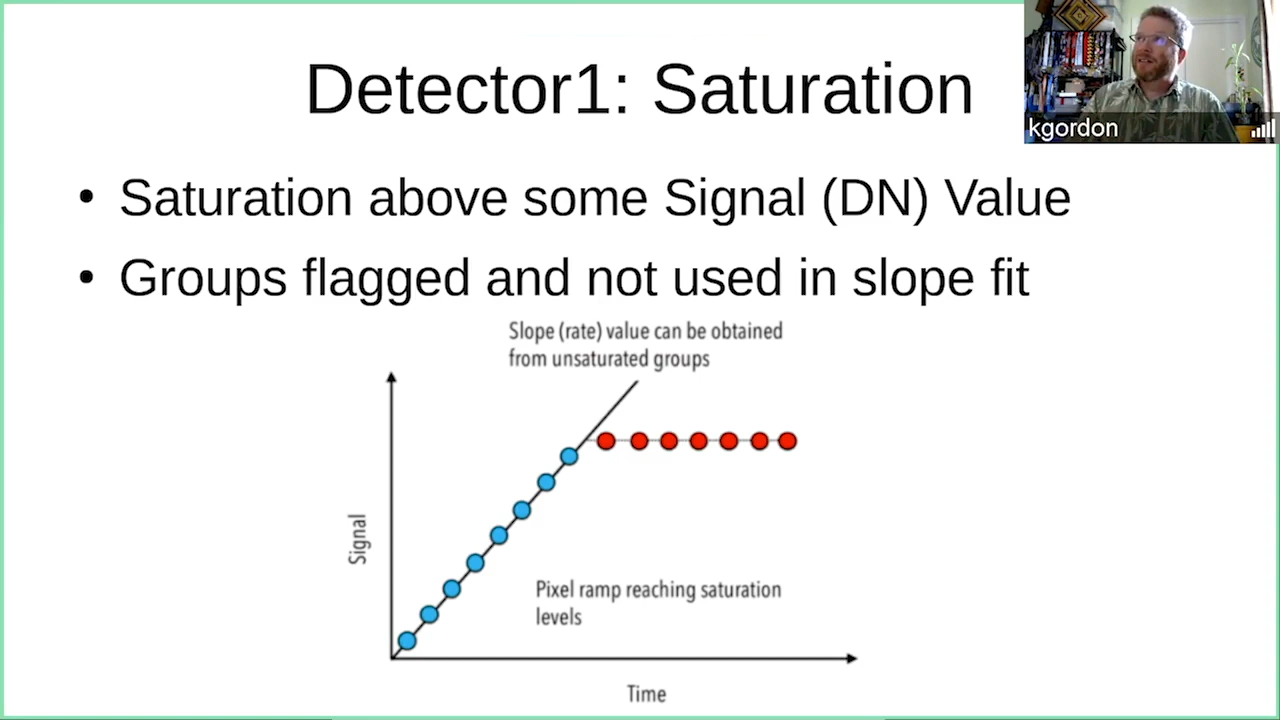 Detector1: Saturation
kgordon
• Saturation above some Signal (DN) Value
• Groups flagged and not used in slope fit
Slope (rate) value can be obtained
from unsaturated groups
Signal
Pixel ramp reaching saturation
levels
Time